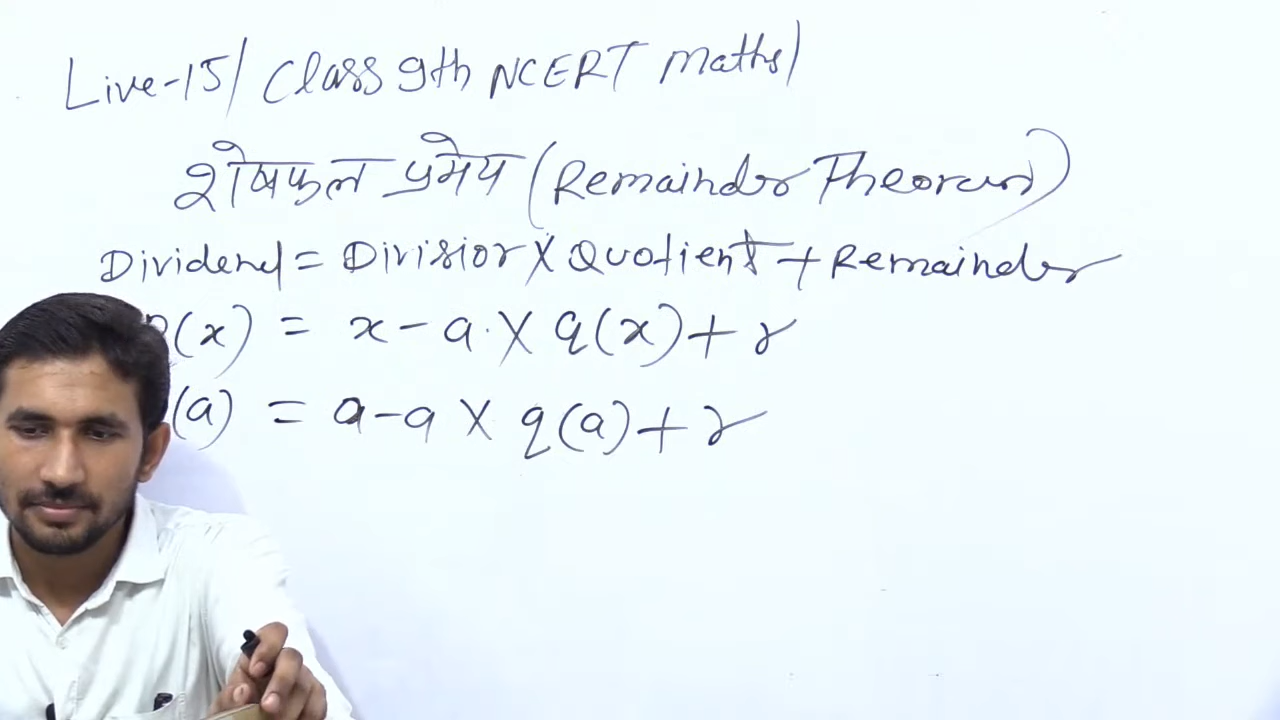 Live-15/ Class 9th NCERT Maths/
शेषफल प्रमेय (Remainder Theorem)
Dividend = Divisior X Quotient + Remainder
(x) = x - a. X q(x) + r
(a) = a - a X q(a) + r